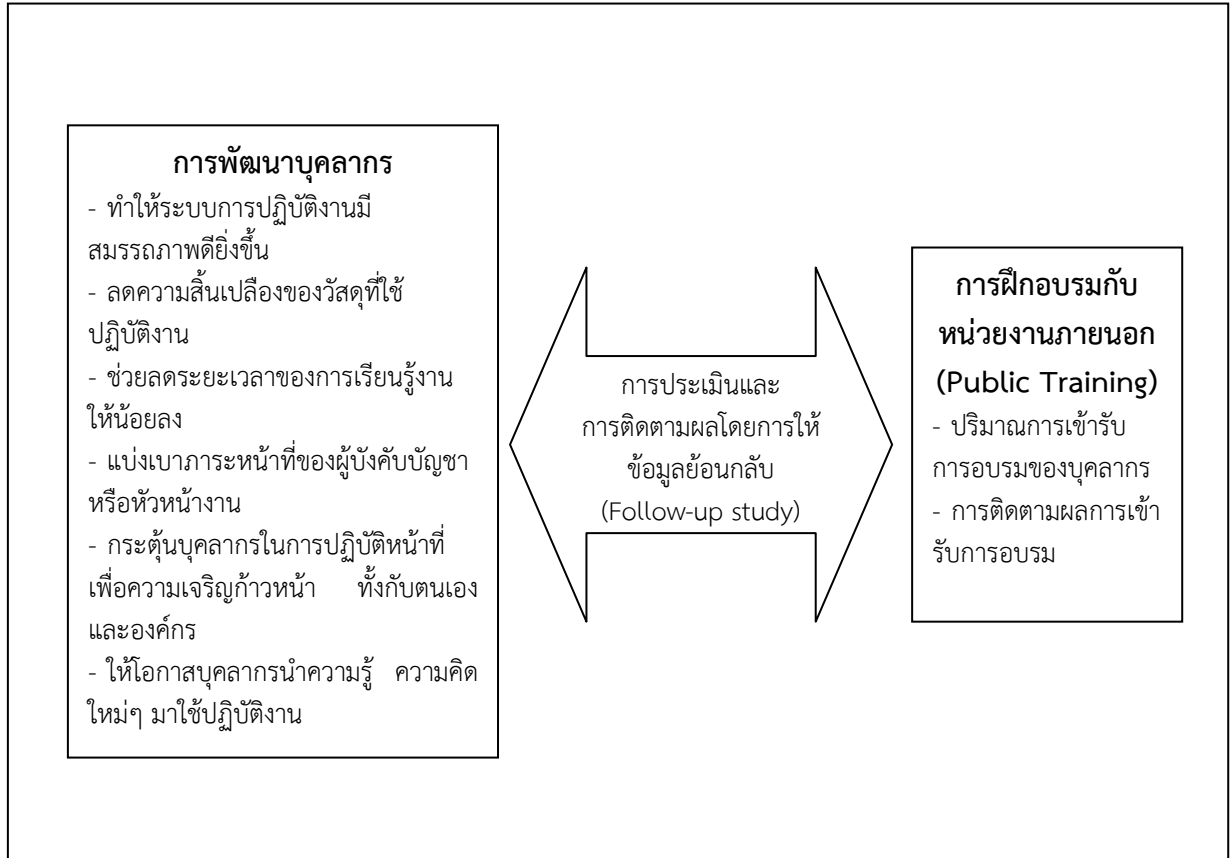 การพัฒนาบุคลากร
- ทำให้ระบบการปฏิบัติงานมี
สมรรถภาพดียิ่งขึ้น
- ลดความสิ้นเปลืองของวัสดุที่ใช้
ปฏิบัติงาน
- ช่วยลดระยะเวลาของการเรียนรู้งาน
ให้น้อยลง
- แบ่งเบาภาระหน้าที่ของผู้บังคับบัญชา
หรือหัวหน้างาน
- กระตุ้นบุคลากรในการปฏิบัติหน้าที่
เพื่อความเจริญก้าวหน้า ทั้งกับตนเอง
และองค์กร
- ให้โอกาสบุคลากรนำความรู้ ความคิด
ใหม่ๆ มาใช้ปฏิบัติงาน
การประเมินและ
การติดตามผลโดยการให้
ข้อมูลย้อนกลับ
(Follow-up study)
การฝึกอบรมกับ
หน่วยงานภายนอก
(Public Training)
- ปริมาณการเข้ารับ
การอบรมของบุคลากร
- การติดตามผลการเข้า
รับการอบรม